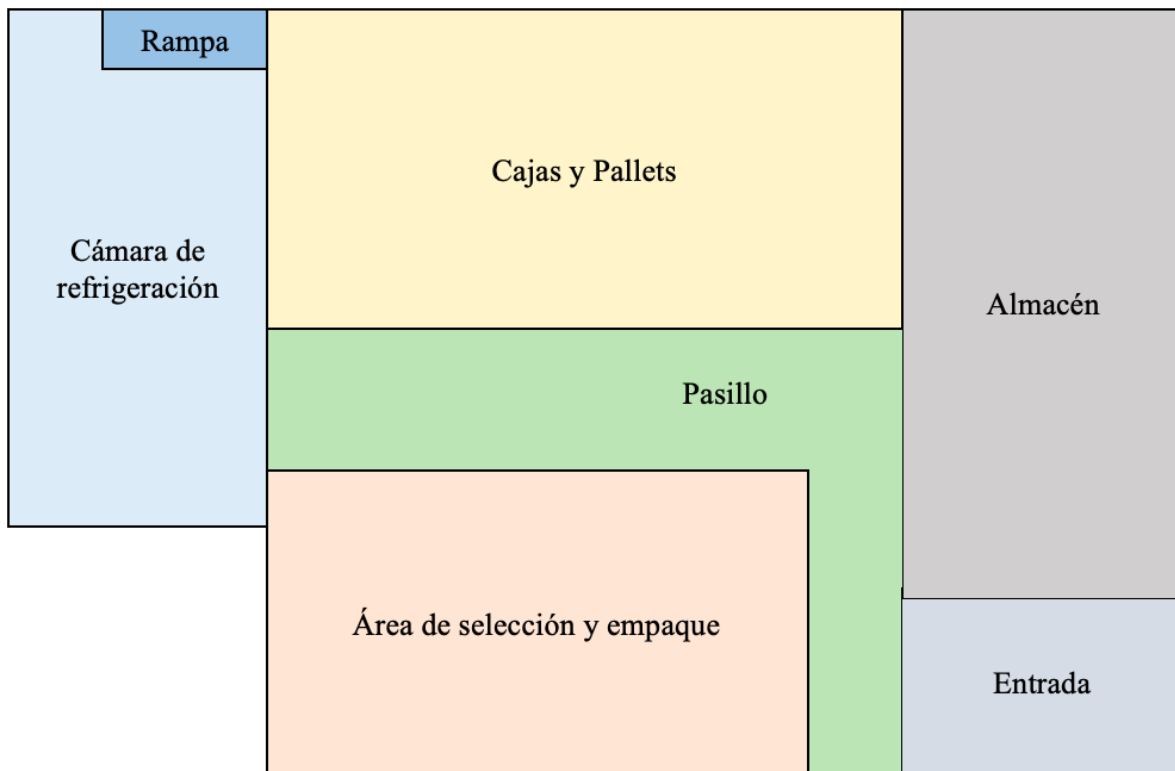 Rampa
Cajas y Pallets
Cámara de
refrigeración
Almacén
Pasillo
Área de selección y empaque
Entrada